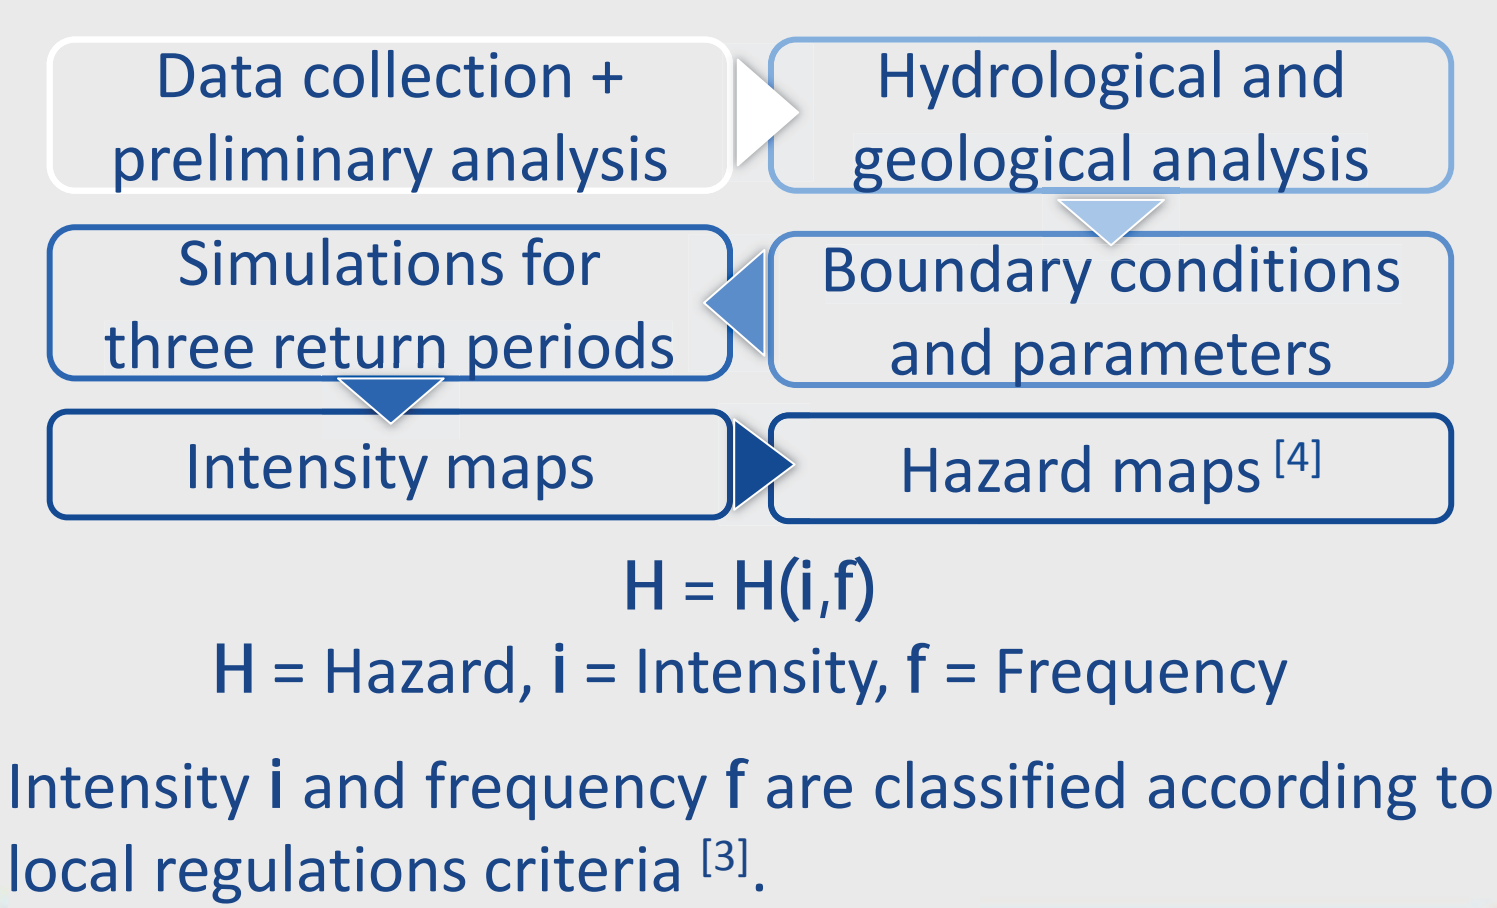 Data collection +
preliminary analysis
Hydrological and
geological analysis
Boundary conditions
and parameters
Simulations for
three return periods
Intensity maps
Hazard maps [4]
H = H(i,f)
H = Hazard, i = Intensity, f = Frequency
Intensity i and frequency f are classified according to
local regulations criteria [3].